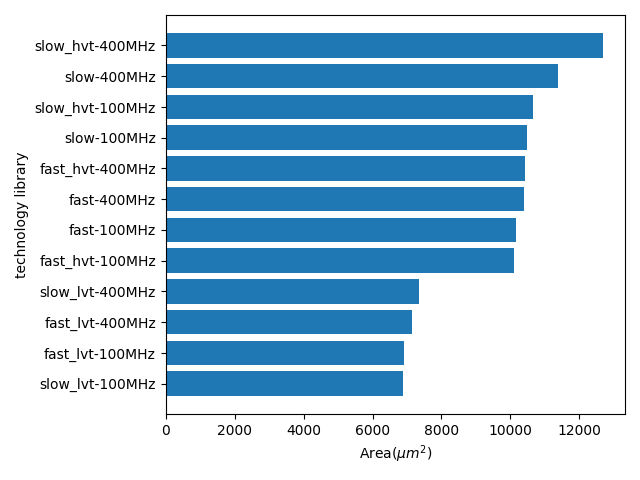 slow_hvt-400MHz
slow-400MHz
slow_hvt-100MHz
slow-100MHz
fast_hvt-400MHz
fast-400MHz
fast-100MHz
fast_hvt-100MHz
slow_lvt-400MHz
fast_lvt-400MHz
fast_lvt-100MHz
slow_lvt-100MHz
technology library
0 2000 4000 6000 8000 10000 12000
Area(μm²)